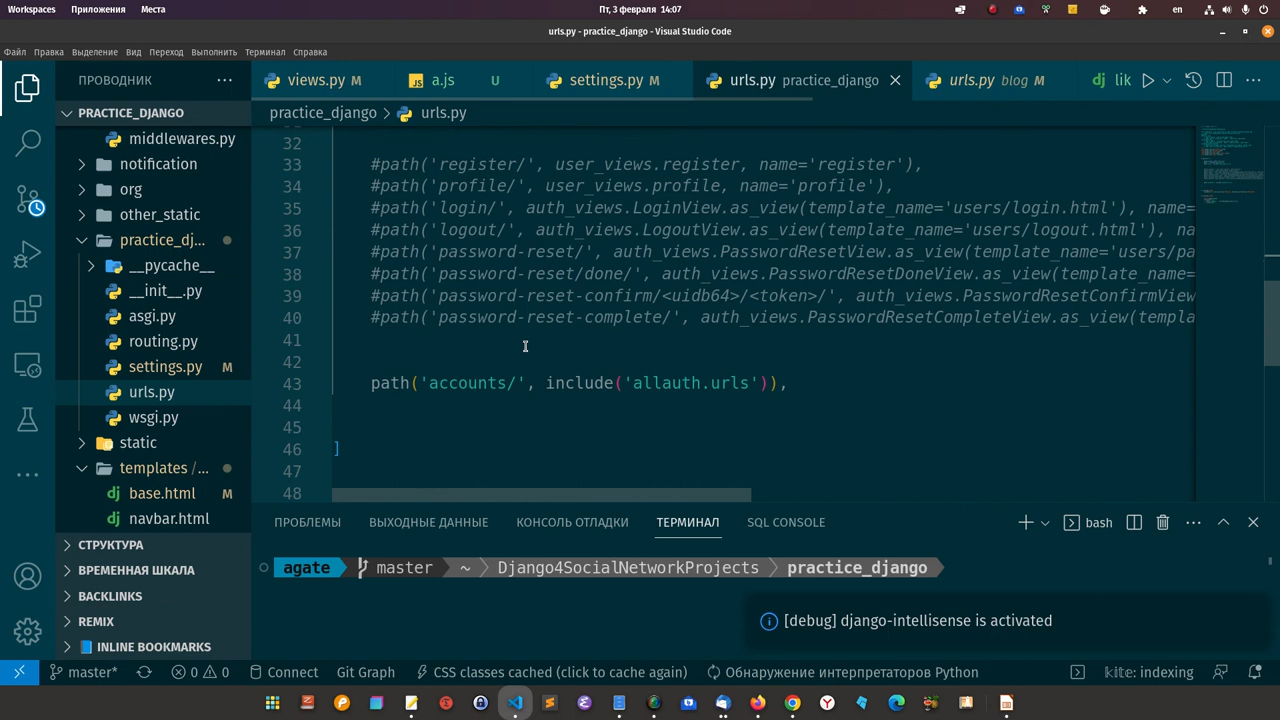 Workspaces Приложения Места
Пт, 3 февраля 14:07
en
urls.py - practice_django - Visual Studio Code
Файл Правка Выделение Вид Переход Выполнить Терминал Справка
ПРОВОДНИК
views.py M
a.js U
settings.py M
urls.py practice_django
urls.py blog M
lik
PRACTICE_DJANGO
practice_django > urls.py
middlewares.py
notification
org
other_static
practice_dj...
__pycache__
__init__.py
asgi.py
routing.py
settings.py M
urls.py
wsgi.py
static
templates /...
base.html M
navbar.html
СТРУКТУРА
ВРЕМЕННАЯ ШКАЛА
BACKLINKS
REMIX
INLINE BOOKMARKS
32
33 #path('register/', user_views.register, name='register'),
34 #path('profile/', user_views.profile, name='profile'),
35 #path('login/', auth_views.LoginView.as_view(template_name='users/login.html'), name=
36 #path('logout/', auth_views.LogoutView.as_view(template_name='users/logout.html'), na
37 #path('password-reset/', auth_views.PasswordResetView.as_view(template_name='users/pa
38 #path('password-reset/done/', auth_views.PasswordResetDoneView.as_view(template_name=
39 #path('password-reset-confirm/<uidb64>/<token>/', auth_views.PasswordResetConfirmView
40 #path('password-reset-complete/', auth_views.PasswordResetCompleteView.as_view(templa
41
42
43 path('accounts/', include('allauth.urls')),
44
45
46 ]
47
48
ПРОБЛЕМЫ ВЫХОДНЫЕ ДАННЫЕ КОНСОЛЬ ОТЛАДКИ ТЕРМИНАЛ SQL CONSOLE
bash
agate master ~ Django4SocialNetworkProjects practice_django
[debug] django-intellisense is activated
master* 0 0 Connect Git Graph CSS classes cached (click to cache again) Обнаружение интерпретаторов Python kite: indexing